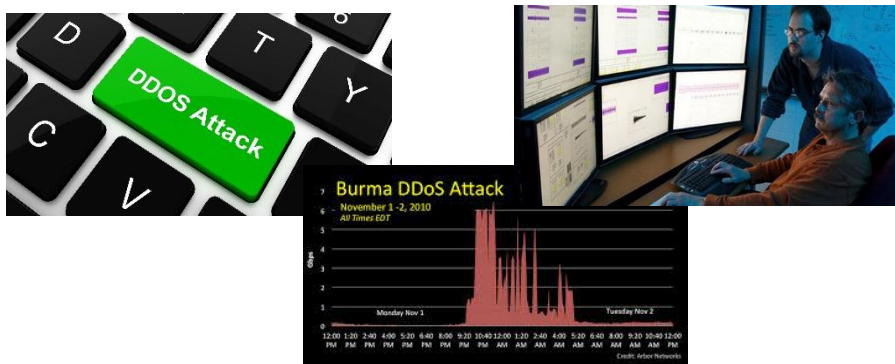 D
T
6
DDOS Attack
Y
C
V
Burma DDoS Attack
November 1 -2, 2010
All Times EDT
7
6
5
4
3
2
1
0
Gbps
Monday Nov 1
Tuesday Nov 2
12:00 1:20 2:40 4:00 5:20 6:40 8:00 9:20 10:40 12:00 1:20 2:40 4:00 5:20 6:40 8:00 9:20 10:40 12:00
PM PM PM PM PM PM PM PM PM AM AM AM AM AM AM AM AM AM PM
Credit: Arbor Networks